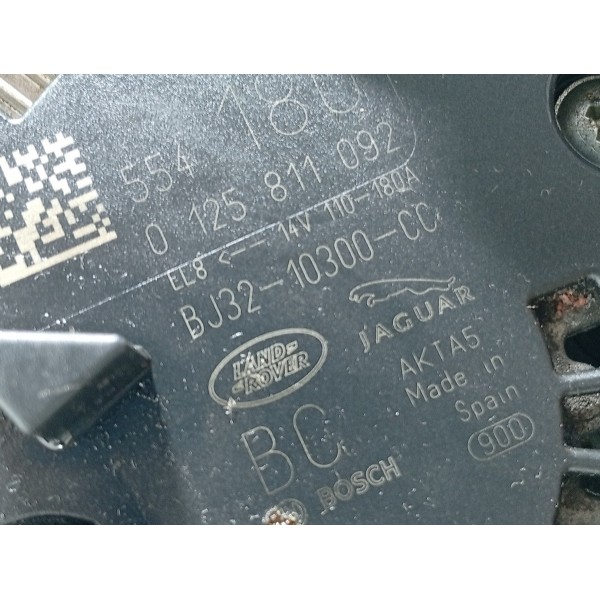 554 180
0 125 811 092
EL8 <— 14V 110-180A
BJ32-10300-CC
LAND-
-ROVER
JAGUAR
AKTA5
Made in
Spain
900
BC
BOSCH